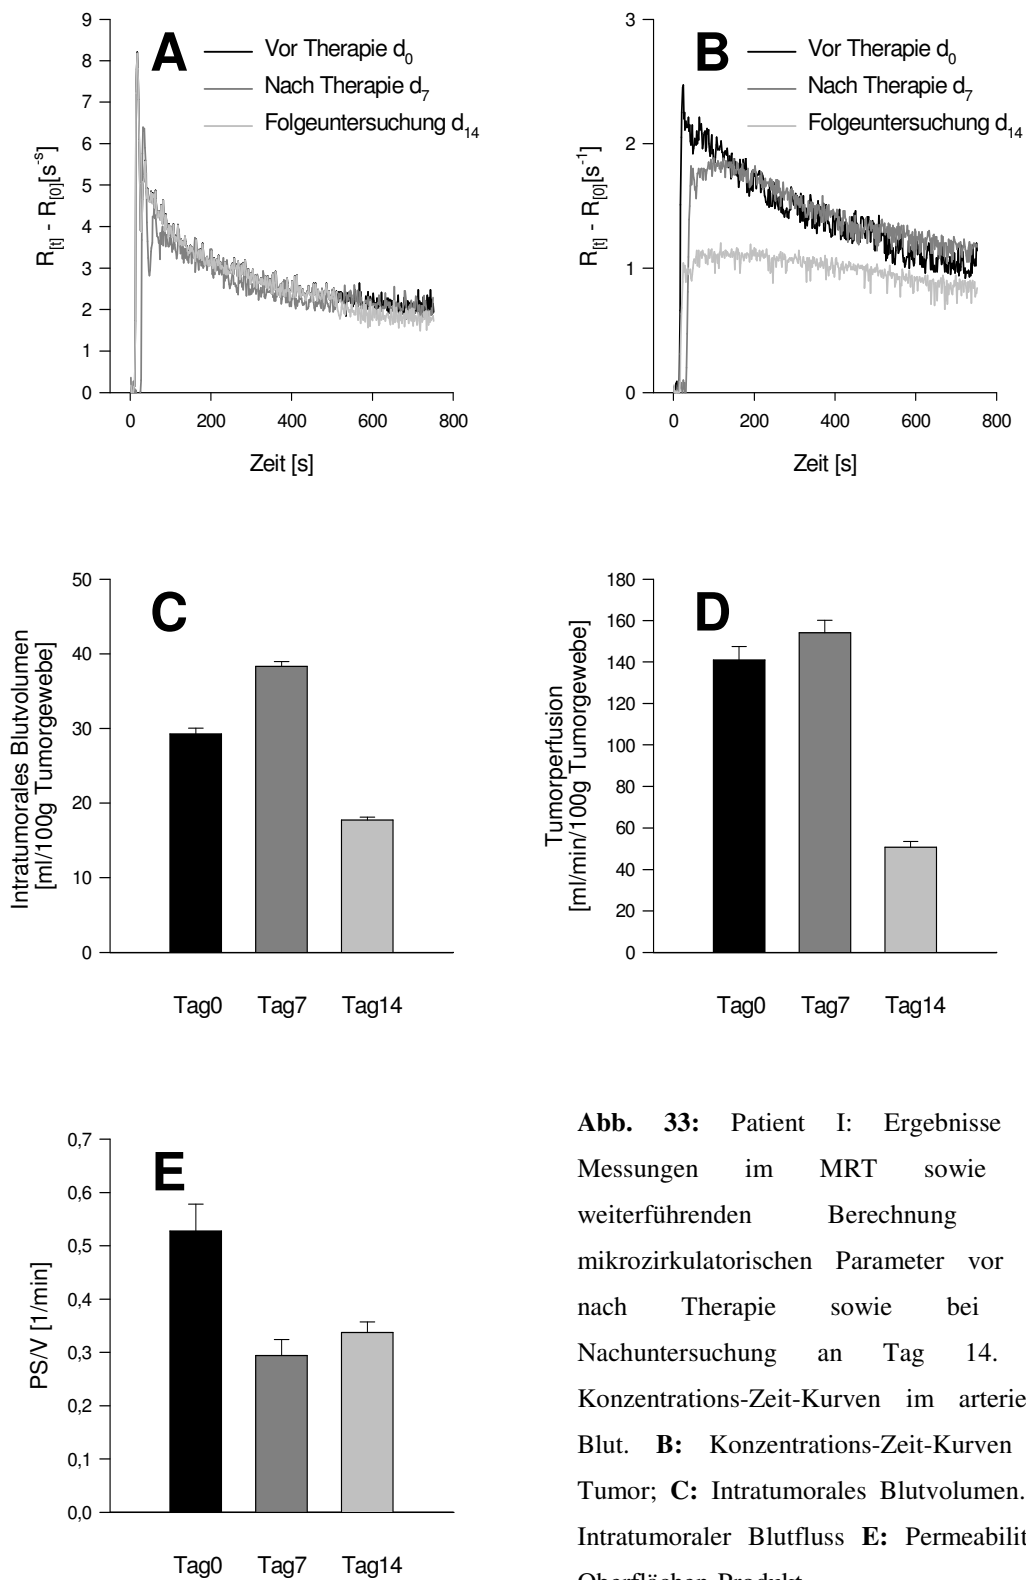 A
Vor Therapie d0
Nach Therapie d7
Folgeuntersuchung d14
R[t] - R[0][s-s]
9
8
7
6
5
4
3
2
1
0
0 200 400 600 800
Zeit [s]
B
Vor Therapie d0
Nach Therapie d7
Folgeuntersuchung d14
R[t] - R[0][s-1]
3
2
1
0
0 200 400 600 800
Zeit [s]
C
Intratumorales Blutvolumen
[ml/100g Tumorgewebe]
50
40
30
20
10
0
Tag0 Tag7 Tag14
D
Tumorperfusion
[ml/min/100g Tumorgewebe]
180
160
140
120
100
80
60
40
20
0
Tag0 Tag7 Tag14
E
PS/V [1/min]
0,7
0,6
0,5
0,4
0,3
0,2
0,1
0,0
Tag0 Tag7 Tag14
Abb. 33: Patient I: Ergebnisse
Messungen im MRT sowie
weiterführenden Berechnung
mikrozirkulatorischen Parameter vor
nach Therapie sowie bei
Nachuntersuchung an Tag 14.
Konzentrations-Zeit-Kurven im arterie
Blut. B: Konzentrations-Zeit-Kurven
Tumor; C: Intratumorales Blutvolumen.
Intratumoraler Blutfluss E: Permeabilit
Oberflächen-Produkt